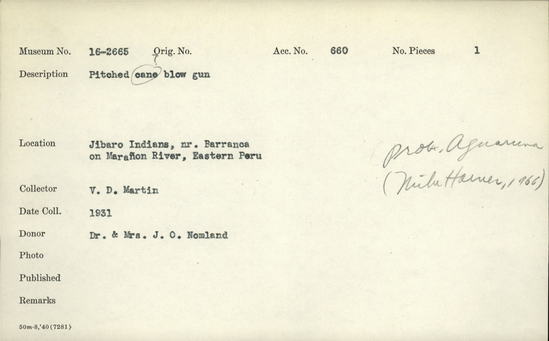 Museum No. 16-2665 Orig. No. Acc. No. 660 No. Pieces 1
?
Description Pitched cane blow gun
Location Jibaro Indians, nr. Barranca
on Marañon River, Eastern Peru
prob. Aguaruna
(Mike Harner, 1966)
Collector V. D. Martin
Date Coll. 1931
Donor Dr. & Mrs. J. O. Nomland
Photo
Published
Remarks
50m-8,'40(7281)